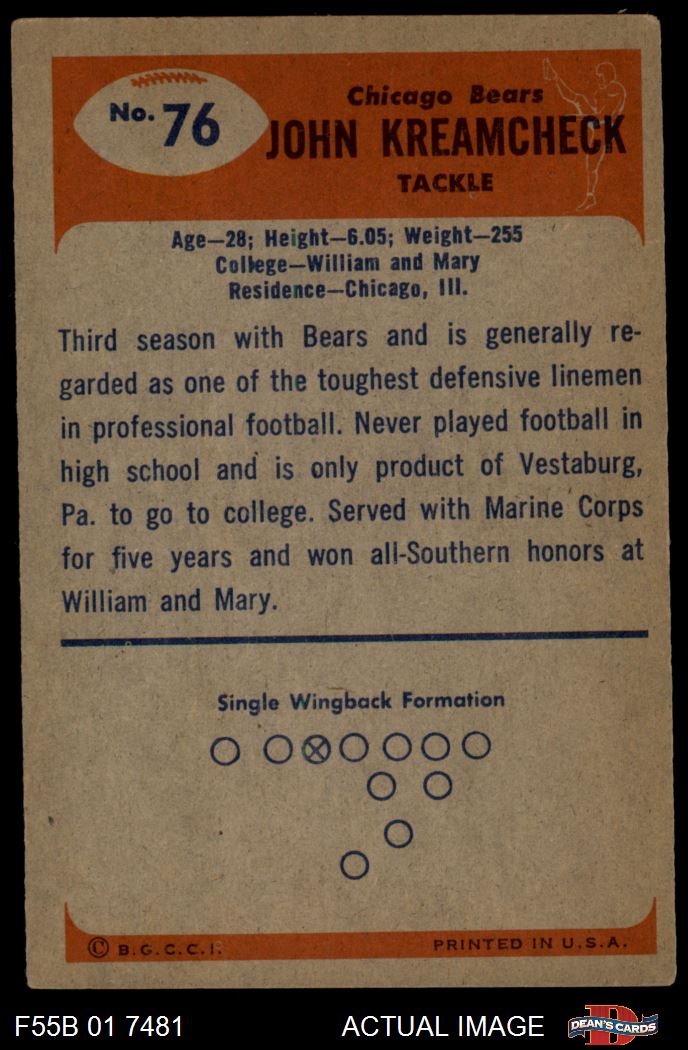 No. 76
Chicago Bears
JOHN KREAMCHECK
TACKLE
Age—28; Height—6.05; Weight—255
College—William and Mary
Residence—Chicago, Ill.
Third season with Bears and is generally re-
garded as one of the toughest defensive linemen
in professional football. Never played football in
high school and is only product of Vestaburg,
Pa. to go to college. Served with Marine Corps
for five years and won all-Southern honors at
William and Mary.
Single Wingback Formation
© B.G.C.C.I.
PRINTED IN U.S.A.
F55B 01 7481
ACTUAL IMAGE
D
DEAN'S CARDS